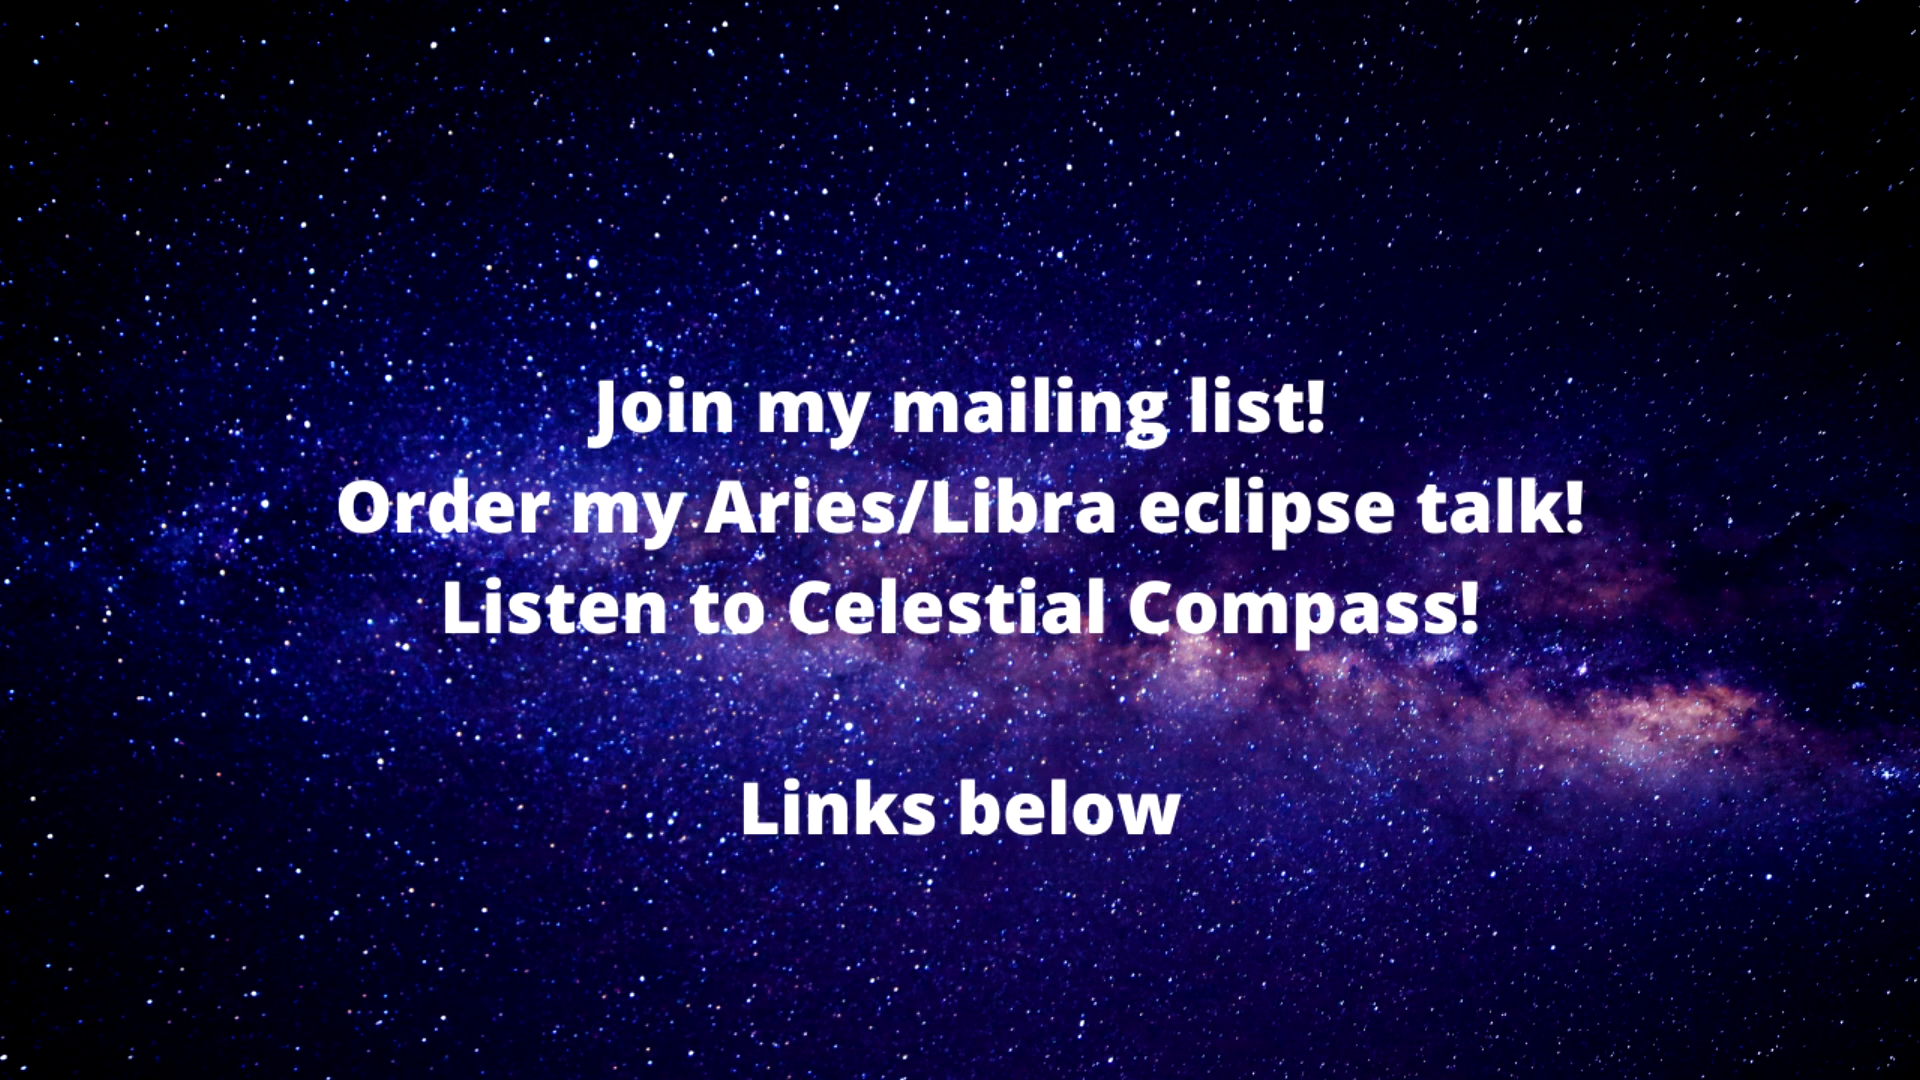 Join my mailing list!
Order my Aries/Libra eclipse talk!
Listen to Celestial Compass!
Links below